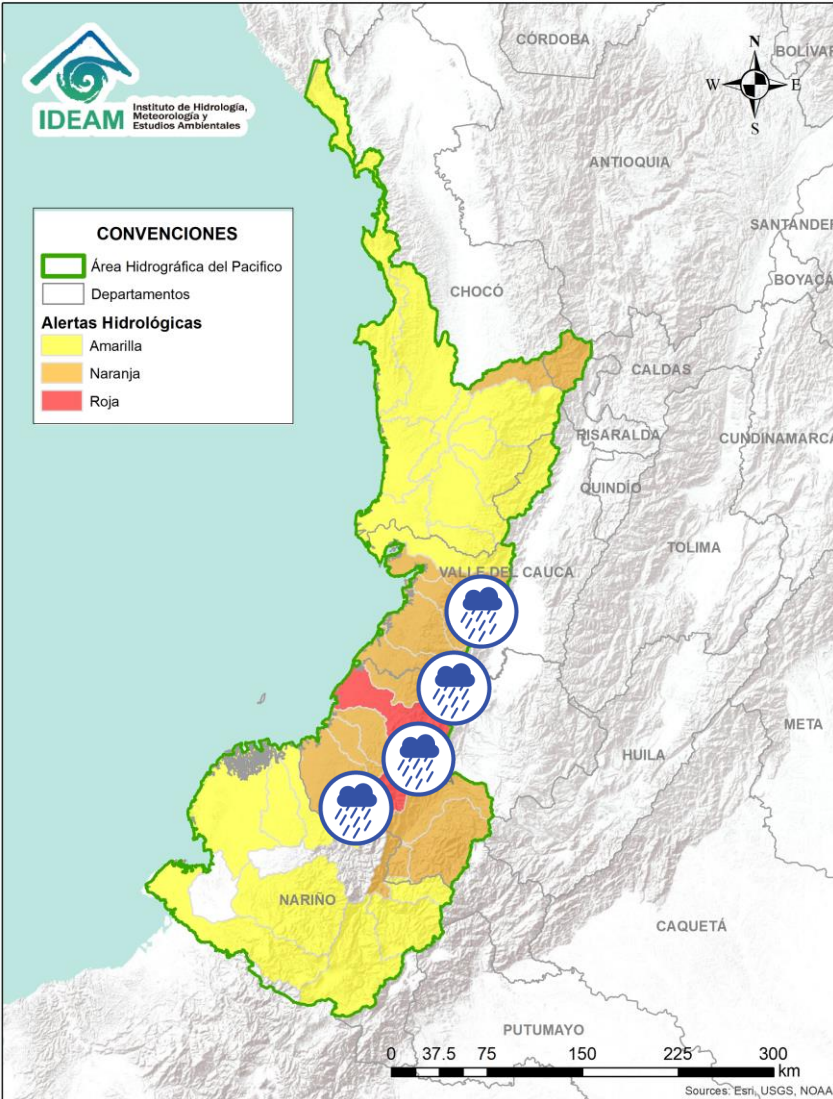 IDEAM
Instituto de Hidrología,
Meteorología y
Estudios Ambientales
CONVENCIONES
Área Hidrográfica del Pacifico
Departamentos
Alertas Hidrológicas
Amarilla
Naranja
Roja
N
W
E
S
CÓRDOBA
BOLÍVAR
ANTIOQUIA
SANTANDER
BOYACÁ
CHOCÓ
CALDAS
RISARALDA
CUNDINAMARCA
QUINDÍO
TOLIMA
VALLE DEL CAUCA
META
HUILA
NARIÑO
CAQUETÁ
PUTUMAYO
0 37.5 75 150 225 300
km
Sources: Esri, USGS, NOAA